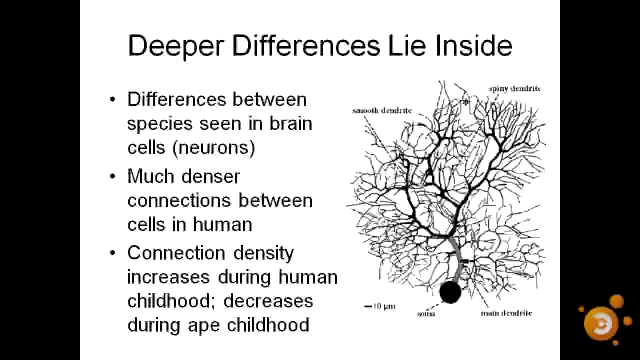 Deeper Differences Lie Inside
• Differences between
species seen in brain
cells (neurons)
• Much denser
connections between
cells in human
• Connection density
increases during human
childhood; decreases
during ape childhood
spiny dendrite
smooth dendrite
10 µm
soma
main dendrite